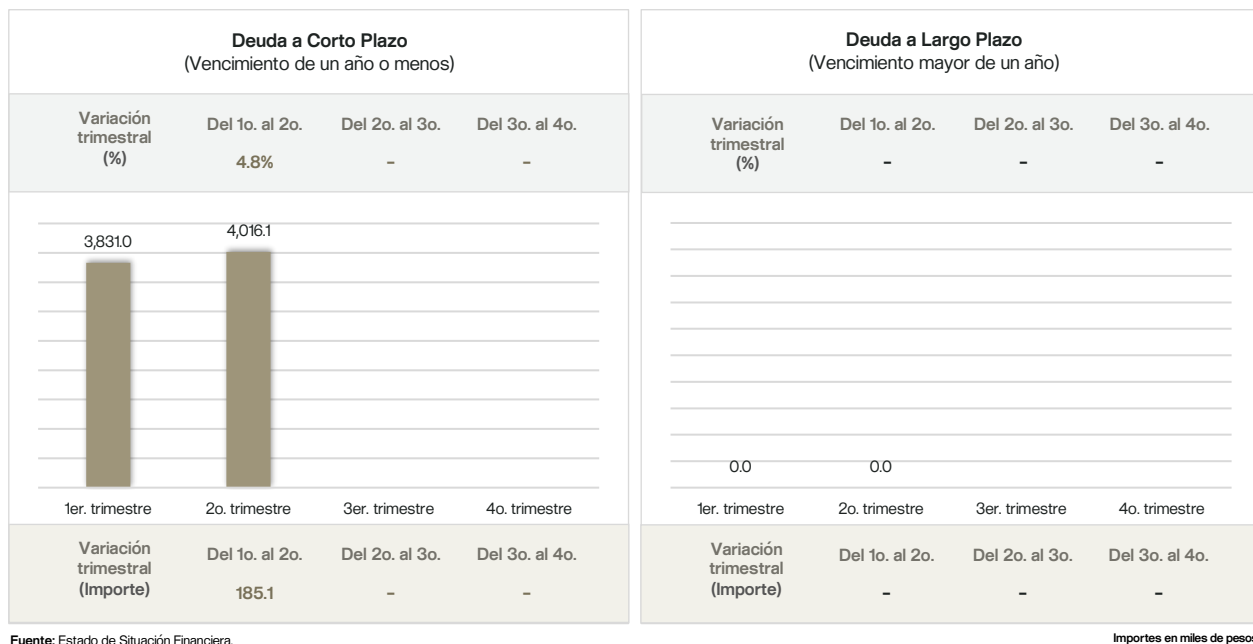 Deuda a Corto Plazo
(Vencimiento de un año o menos)
Variación
trimestral
(%)
Del 1o. al 2o.
Del 2o. al 3o.
Del 3o. al 4o.
4.8%
-
-
3,831.0
4,016.1
1er. trimestre
2o. trimestre
3er. trimestre
4o. trimestre
Variación
trimestral
(Importe)
Del 1o. al 2o.
Del 2o. al 3o.
Del 3o. al 4o.
185.1
-
-
Deuda a Largo Plazo
(Vencimiento mayor de un año)
Variación
trimestral
(%)
Del 1o. al 2o.
Del 2o. al 3o.
Del 3o. al 4o.
-
-
-
0.0
0.0
1er. trimestre
2o. trimestre
3er. trimestre
4o. trimestre
Variación
trimestral
(Importe)
Del 1o. al 2o.
Del 2o. al 3o.
Del 3o. al 4o.
-
-
-
Fuente: Estado de Situación Financiera.
Importes en miles de pesos